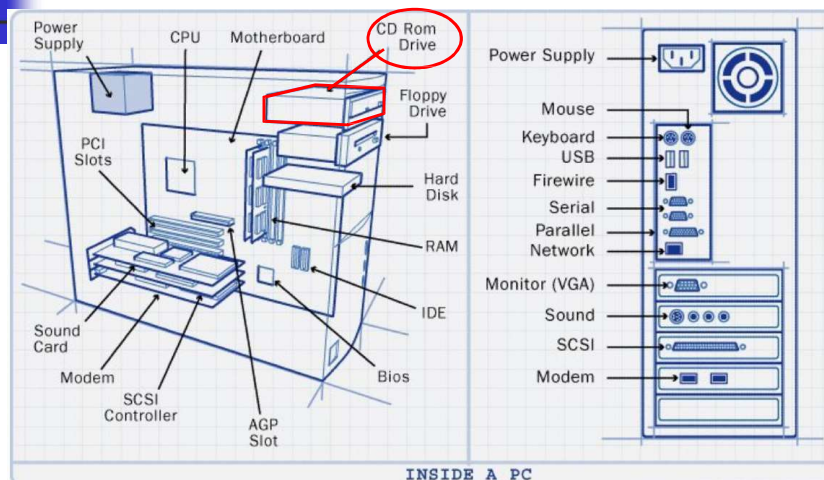 Power
Supply
CPU
Motherboard
CD Rom
Drive
Floppy
Drive
PCI
Slots
Hard
Disk
RAM
IDE
Sound
Card
Modem
SCSI
Controller
AGP
Slot
Bios
Power Supply
Mouse
Keyboard
USB
Firewire
Serial
Parallel
Network
Monitor (VGA)
Sound
SCSI
Modem
INSIDE A PC